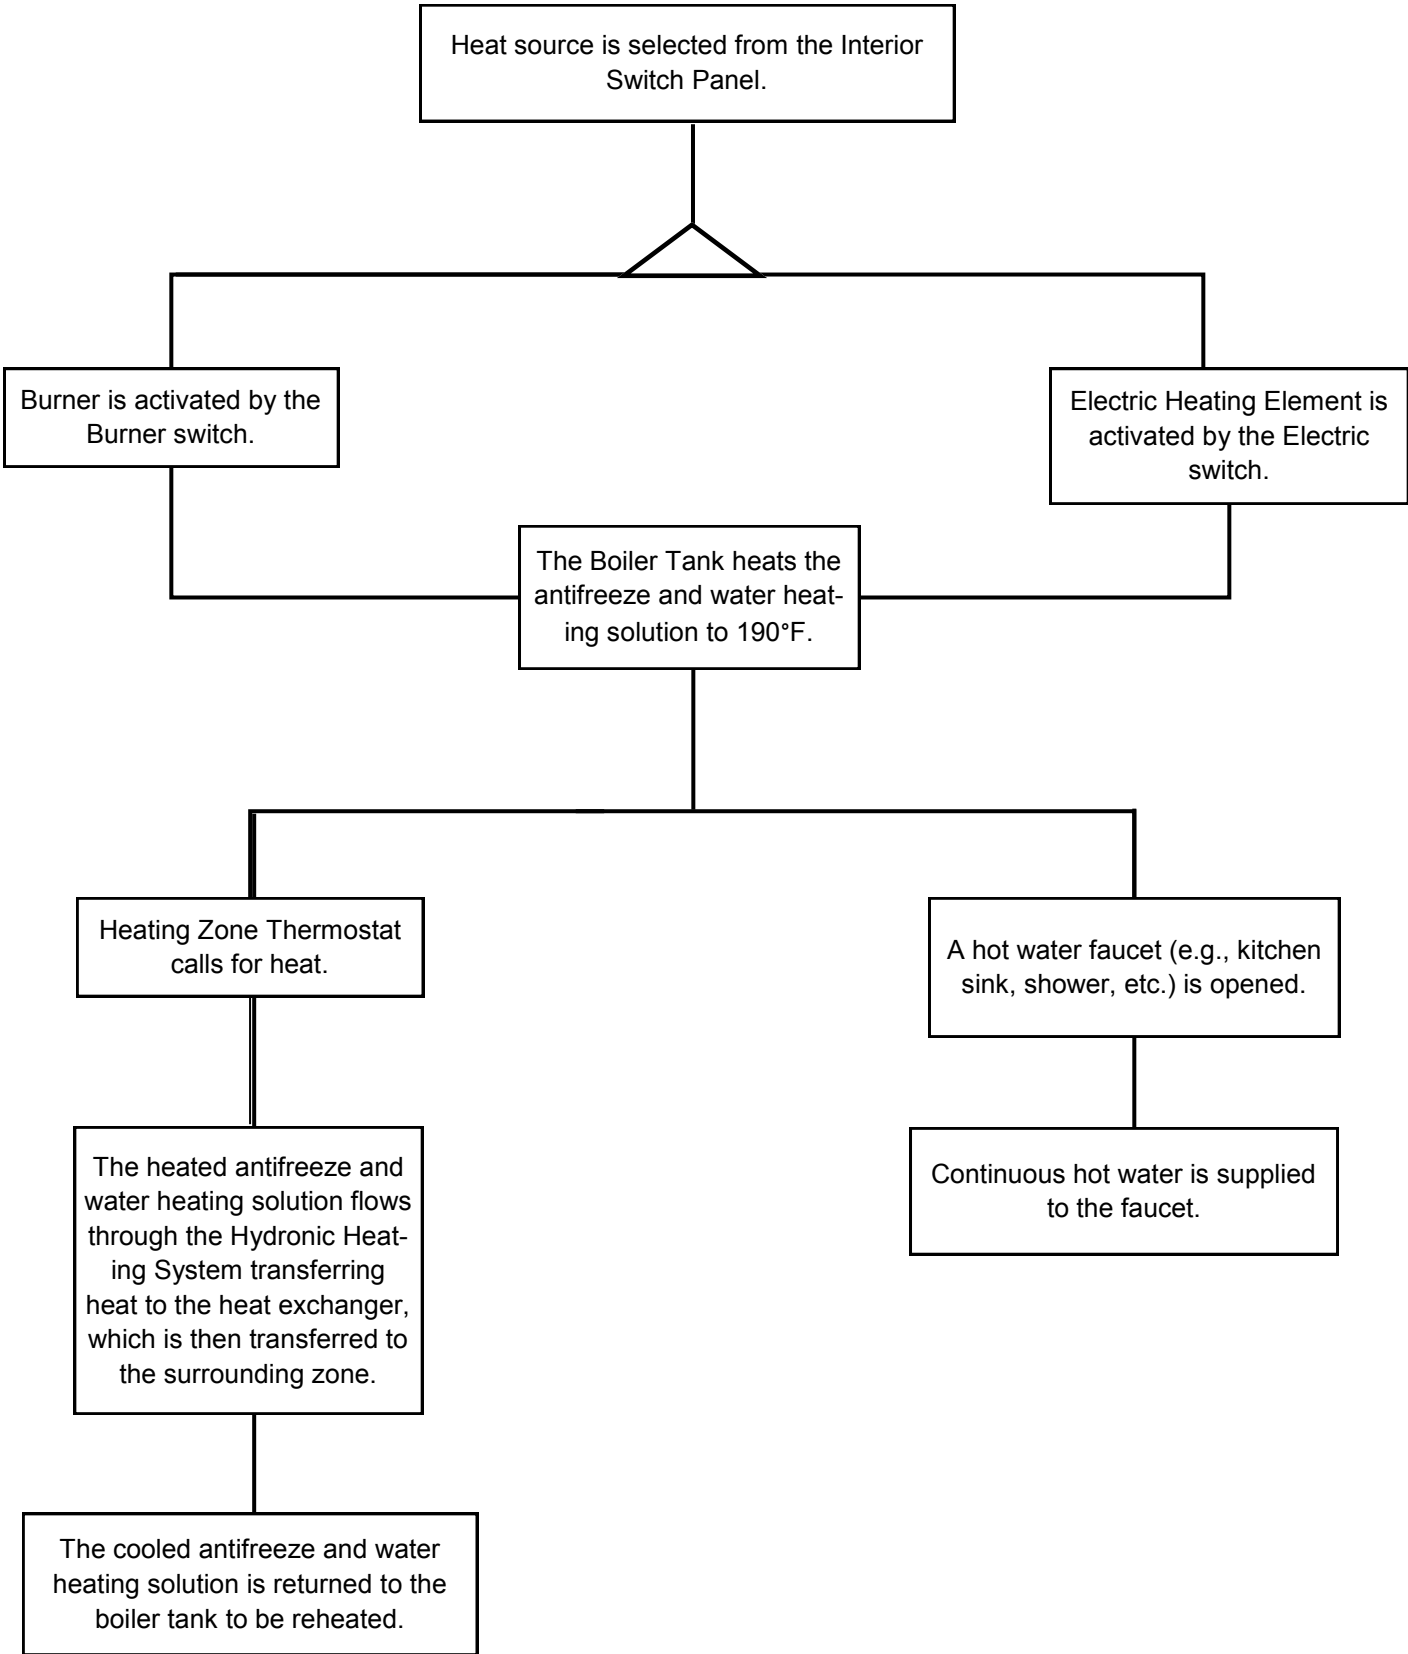 Heat source is selected from the Interior
Switch Panel.
Burner is activated by the
Burner switch.
Electric Heating Element is
activated by the Electric
switch.
The Boiler Tank heats the
antifreeze and water heat-
ing solution to 190°F.
Heating Zone Thermostat
calls for heat.
A hot water faucet (e.g., kitchen
sink, shower, etc.) is opened.
The heated antifreeze and
water heating solution flows
through the Hydronic Heat-
ing System transferring
heat to the heat exchanger,
which is then transferred to
the surrounding zone.
Continuous hot water is supplied
to the faucet.
The cooled antifreeze and water
heating solution is returned to the
boiler tank to be reheated.